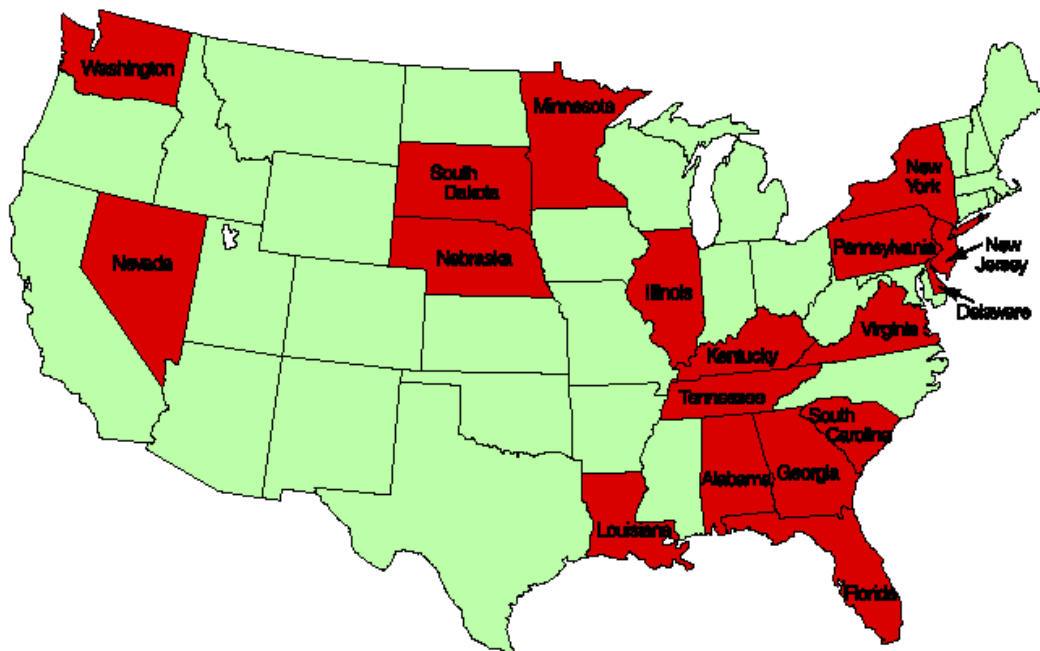 Washington
Minnesota
New
York
South
Dakota
Pennsylvania
New
Jersey
Nevada
Nebraska
Illinois
Delaware
Virginia
Kentucky
Tennessee
South
Carolina
Alabama
Georgia
Louisiana
Florida